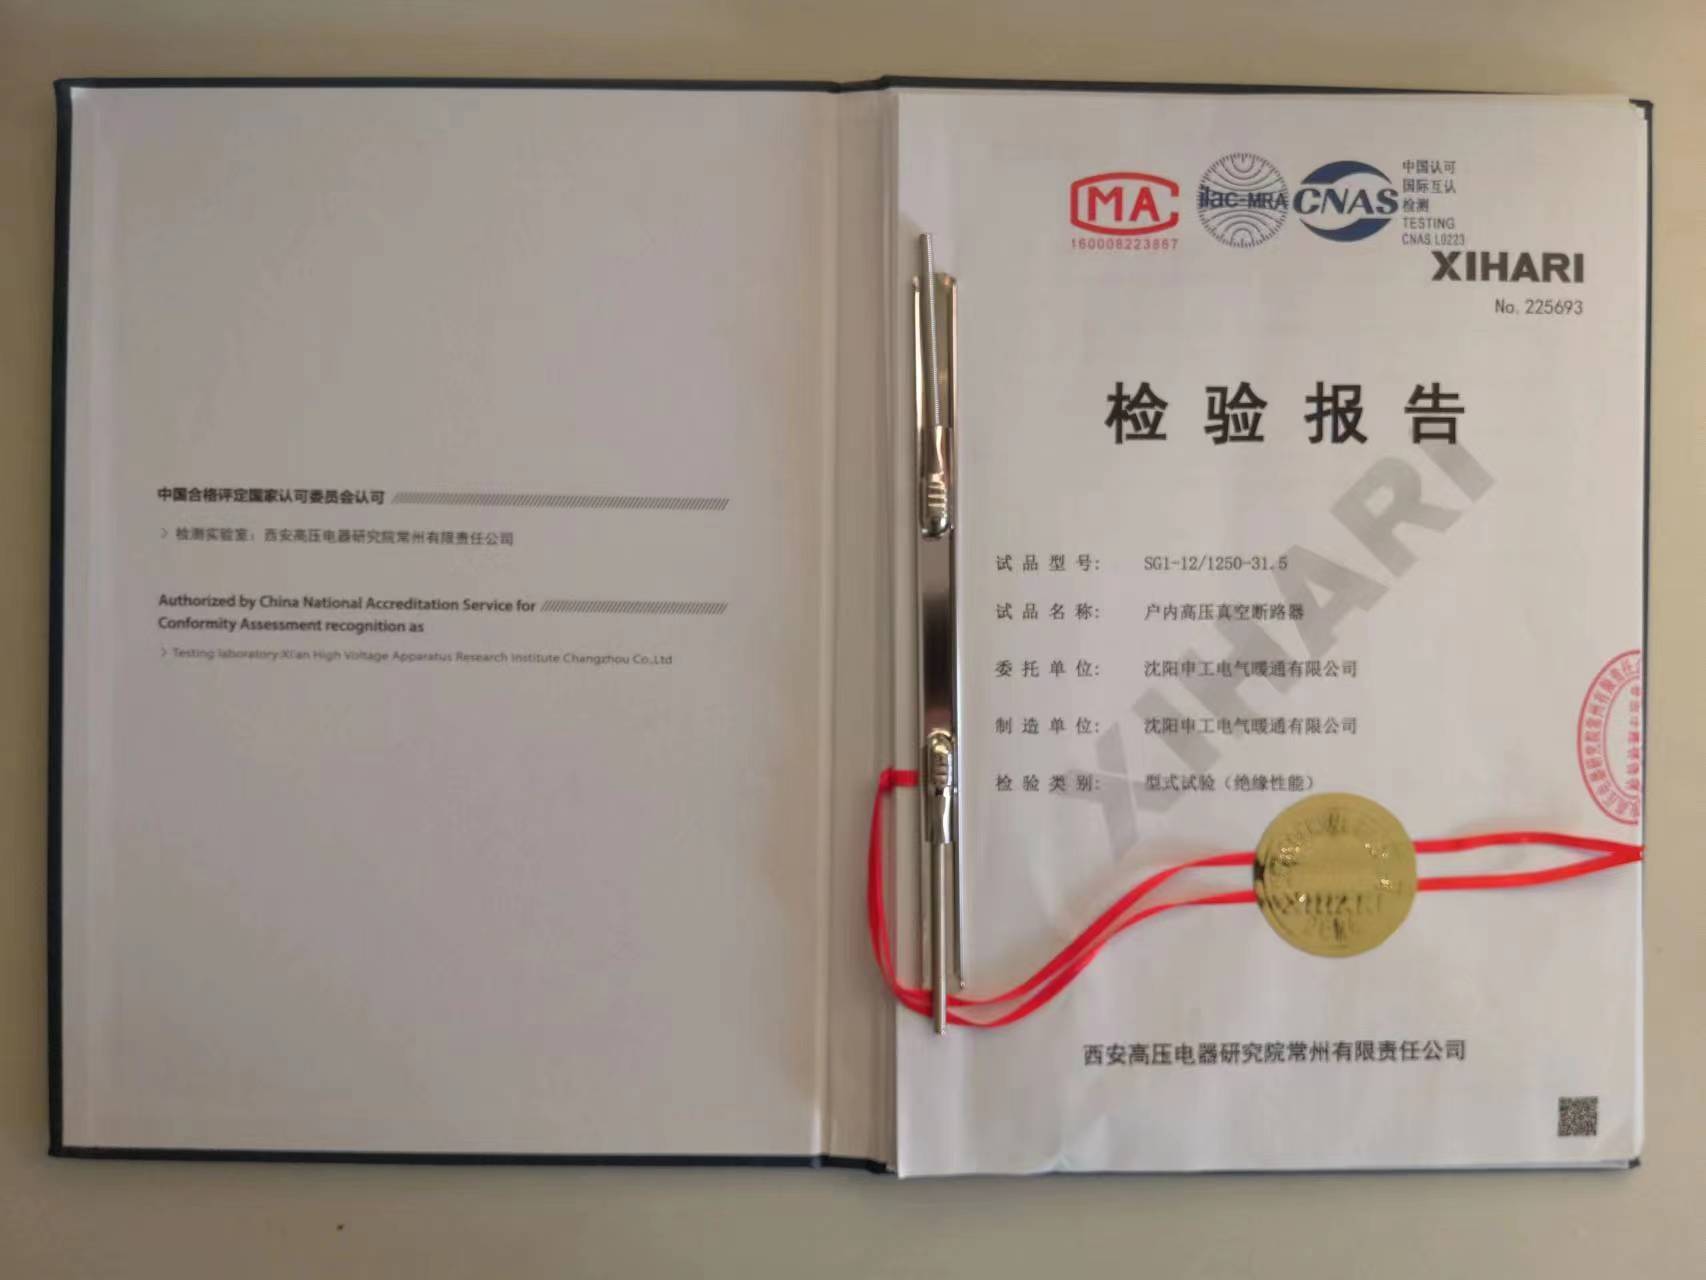 中国合格评定国家认可委员会认可
检测实验室：西安高压电器研究院常州有限责任公司
Authorized by China National Accreditation Service for
Conformity Assessment recognition as
Testing laboratory:Xi'an High Voltage Apparatus Research Institute Changzhou Co.,Ltd
MA
160008223867
ilac-MRA
CNAS
中国认可
国际互认
检测
TESTING
CNAS L0223
XIHARI
No. 225693
检验报告
XIHARI
试品型号: SG1-12/1250-31.5
试品名称: 户内高压真空断路器
委托单位: 沈阳申工电气暖通有限公司
制造单位: 沈阳申工电气暖通有限公司
检验类别: 型式试验（绝缘性能）
西安高压电器研究院常州有限责任公司